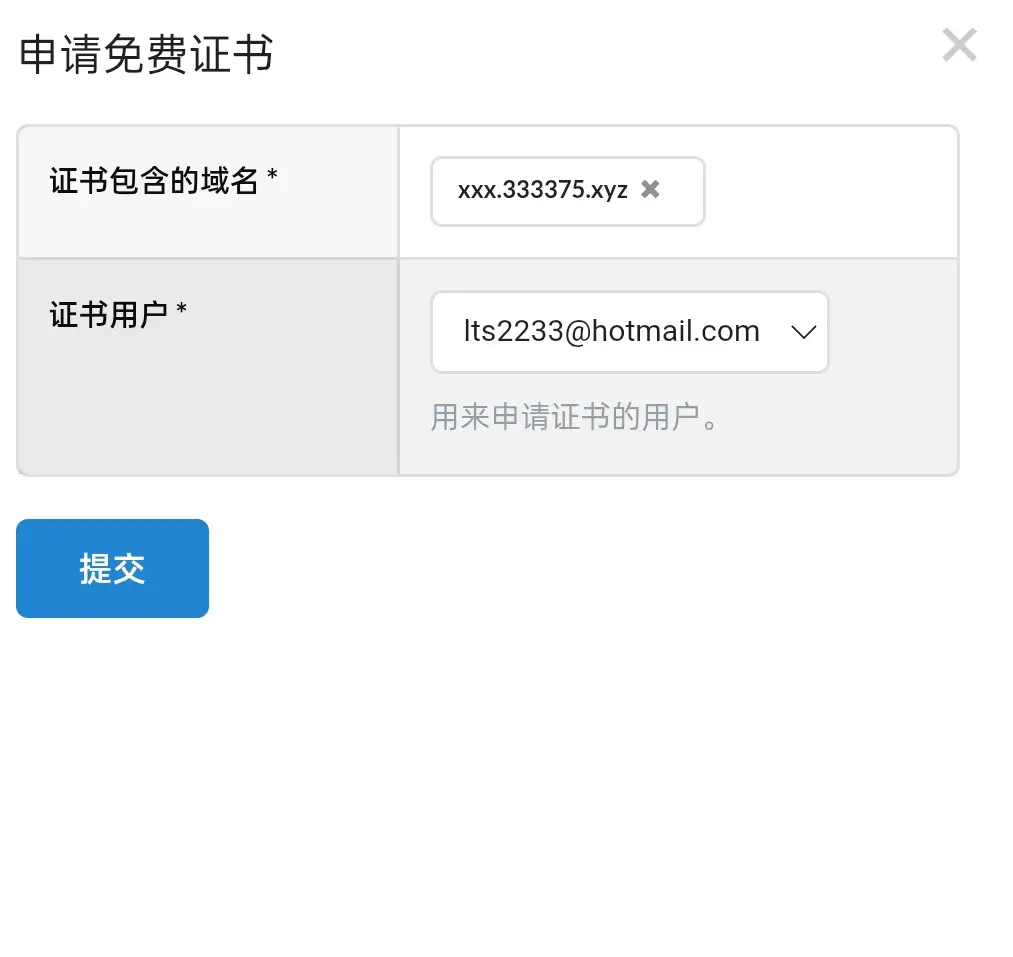 申请免费证书
证书包含的域名 *
xxx.333375.xyz
证书用户 *
lts2233@hotmail.com
用来申请证书的用户。
提交